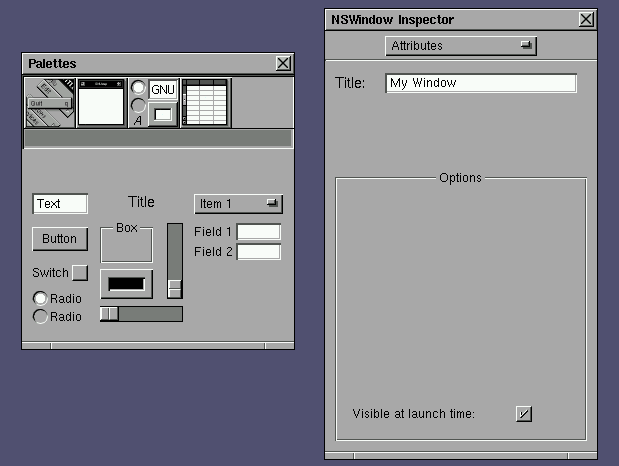 Palettes
Quit q
GNU
A
Text
Title
Item 1
Button
Box
Field 1
Field 2
Switch
Radio
Radio
NSWindow Inspector
Attributes
Title: My Window
Options
Visible at launch time: